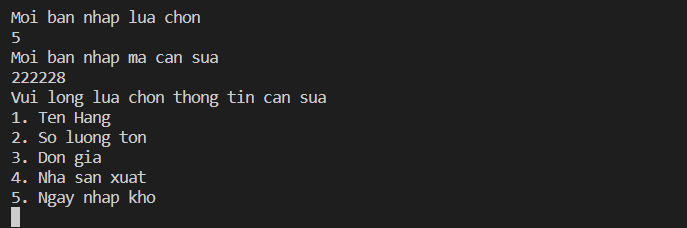 Moi ban nhap lua chon
5
Moi ban nhap ma can sua
222228
Vui long lua chon thong tin can sua
1. Ten Hang
2. So luong ton
3. Don gia
4. Nha san xuat
5. Ngay nhap kho